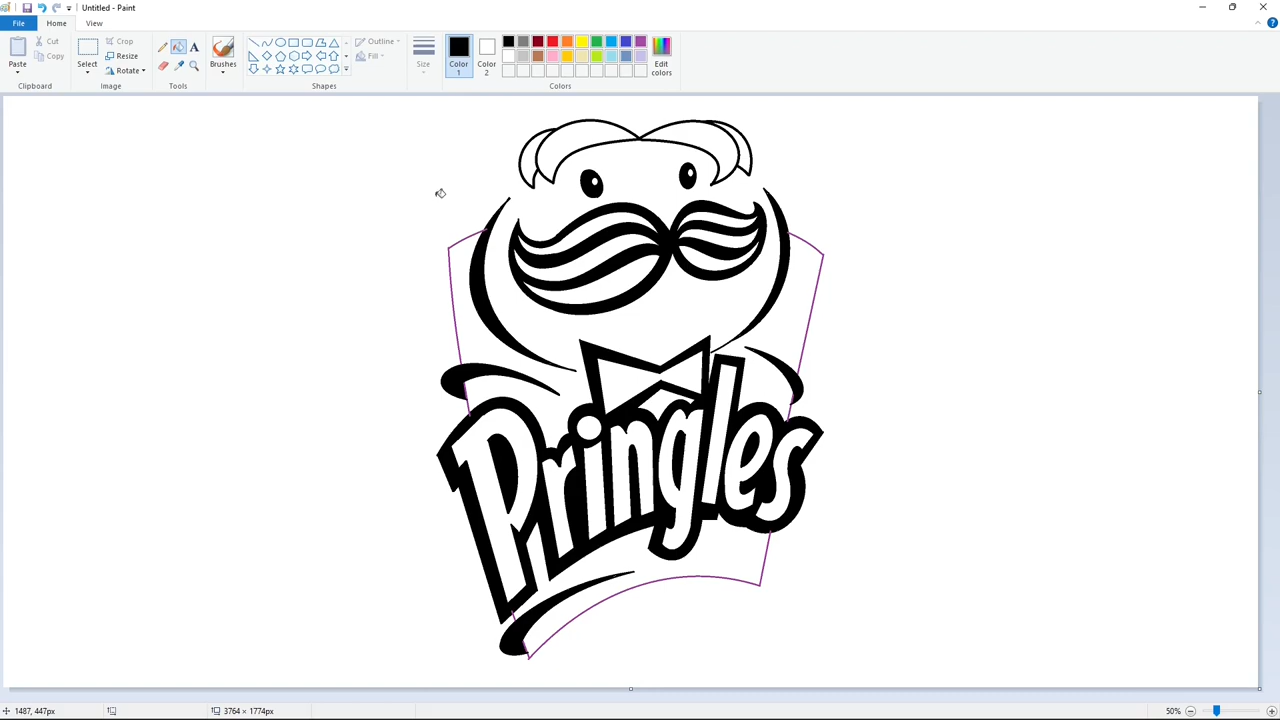 Untitled - Paint
File Home View
Paste
Cut
Copy
Clipboard
Select
Crop
Resize
Rotate
Image
A
Tools
Brushes
Outline
Fill
Shapes
Size
Color 1
Color 2
Edit colors
Colors
Pringles
1487, 447px
3764 × 1774px
50%